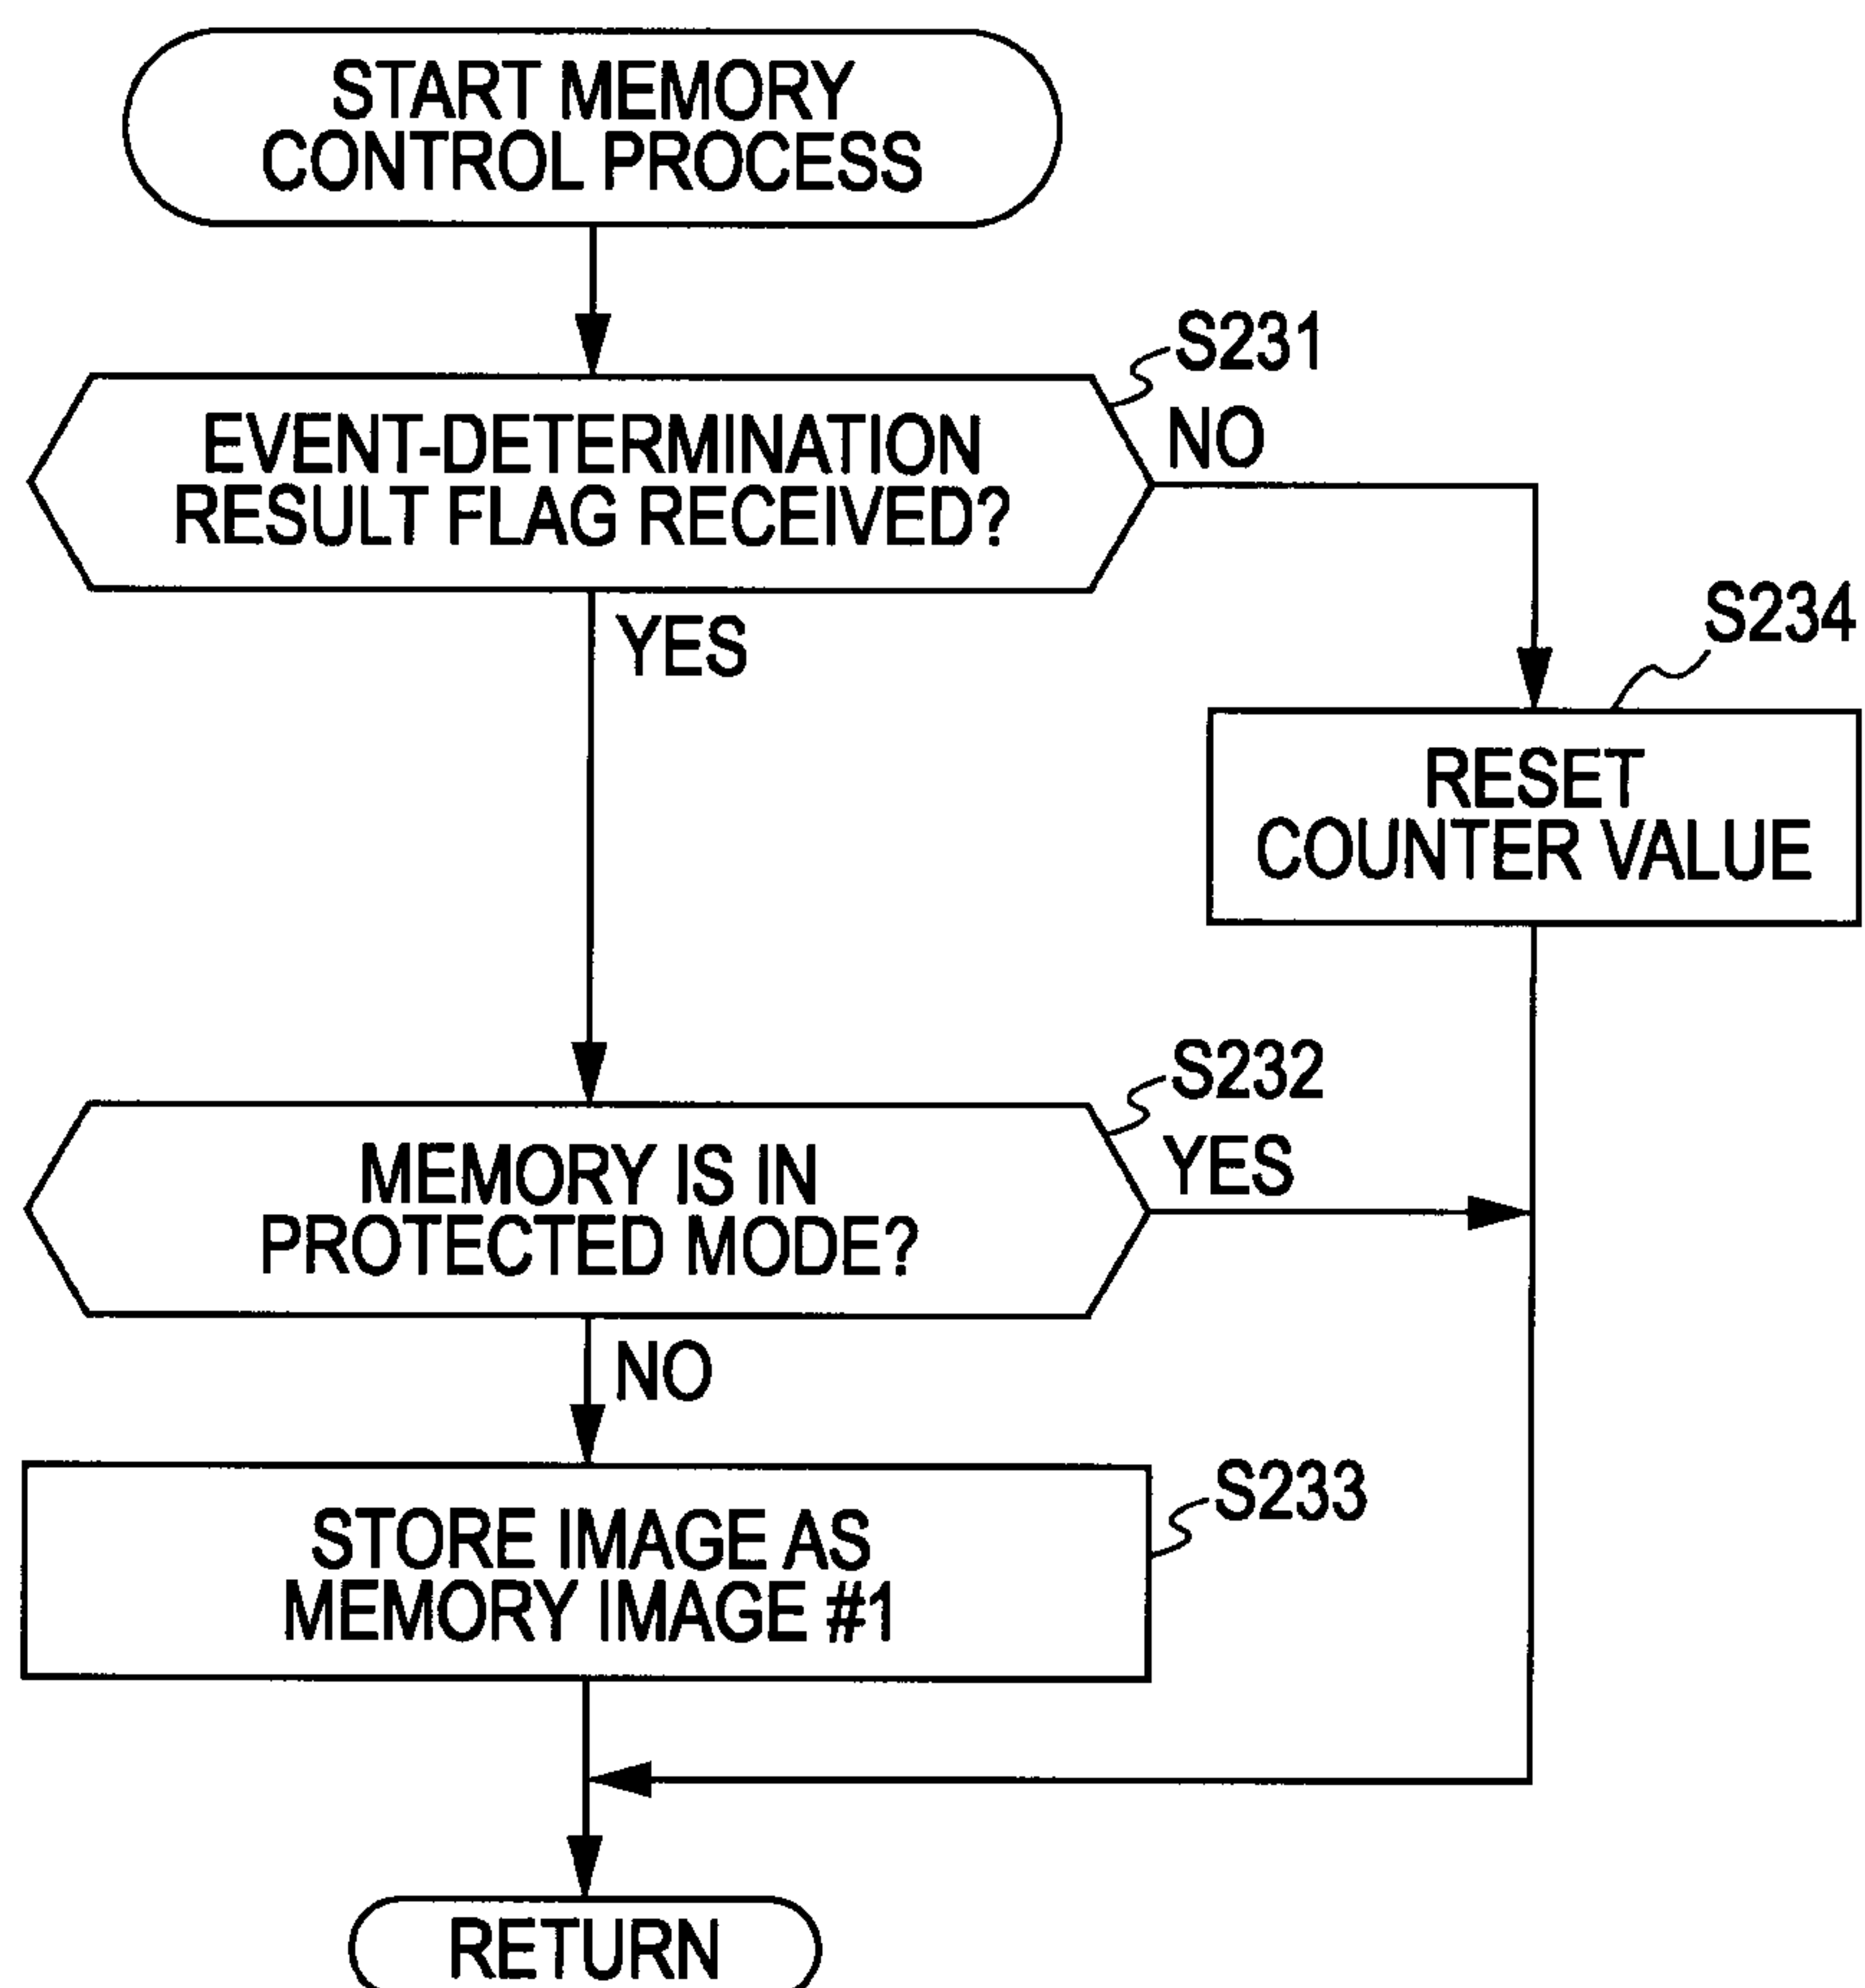 START MEMORY
CONTROL PROCESS
S231
EVENT-DETERMINATION
RESULT FLAG RECEIVED?
NO
YES
S234
RESET
COUNTER VALUE
S232
MEMORY IS IN
PROTECTED MODE?
YES
NO
S233
STORE IMAGE AS
MEMORY IMAGE #1
RETURN